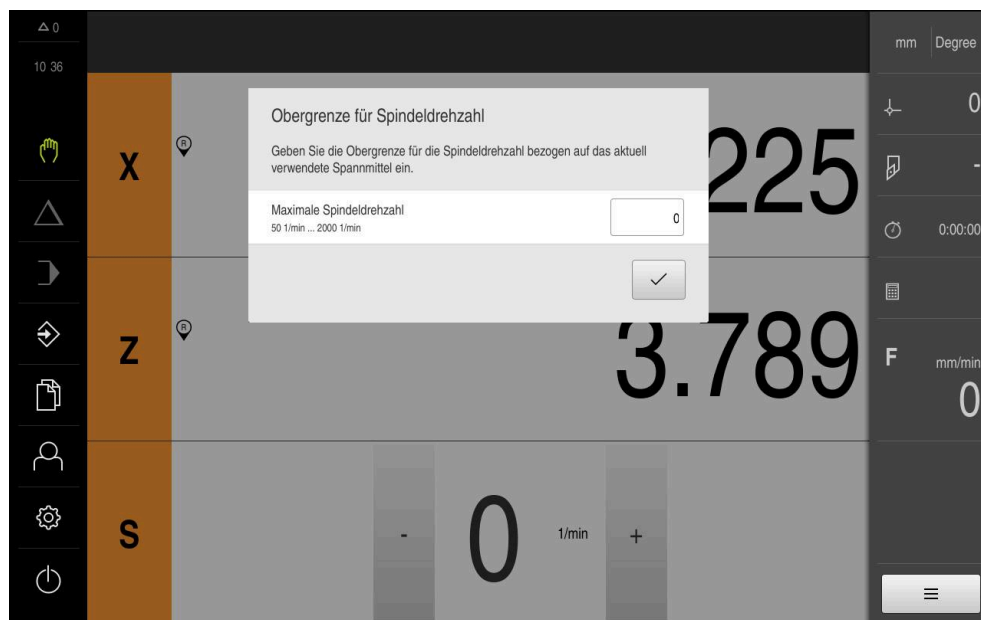 0
10 36
mm Degree
Obergrenze für Spindeldrehzahl
Geben Sie die Obergrenze für die Spindeldrehzahl bezogen auf das aktuell
verwendete Spannmittel ein.
Maximale Spindeldrehzahl
50 1/min ... 2000 1/min
0
X
R
225
0
-
0:00:00
Z
R
3.789
F
mm/min
0
S
-
0
1/min
+